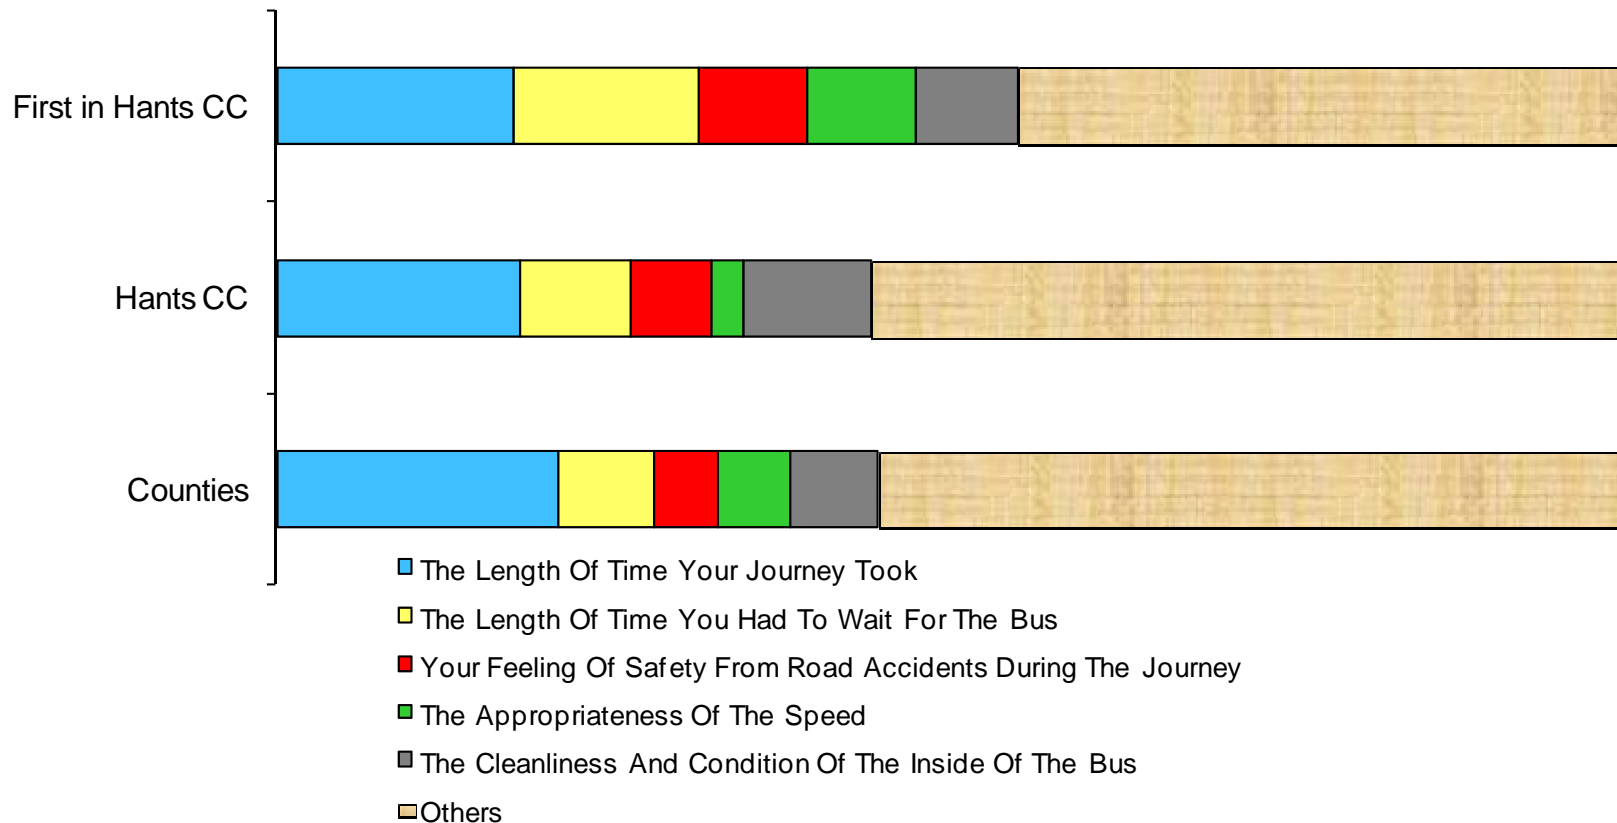 First in Hants CC
Hants CC
Counties
The Length Of Time Your Journey Took
The Length Of Time You Had To Wait For The Bus
Your Feeling Of Safety From Road Accidents During The Journey
The Appropriateness Of The Speed
The Cleanliness And Condition Of The Inside Of The Bus
Others